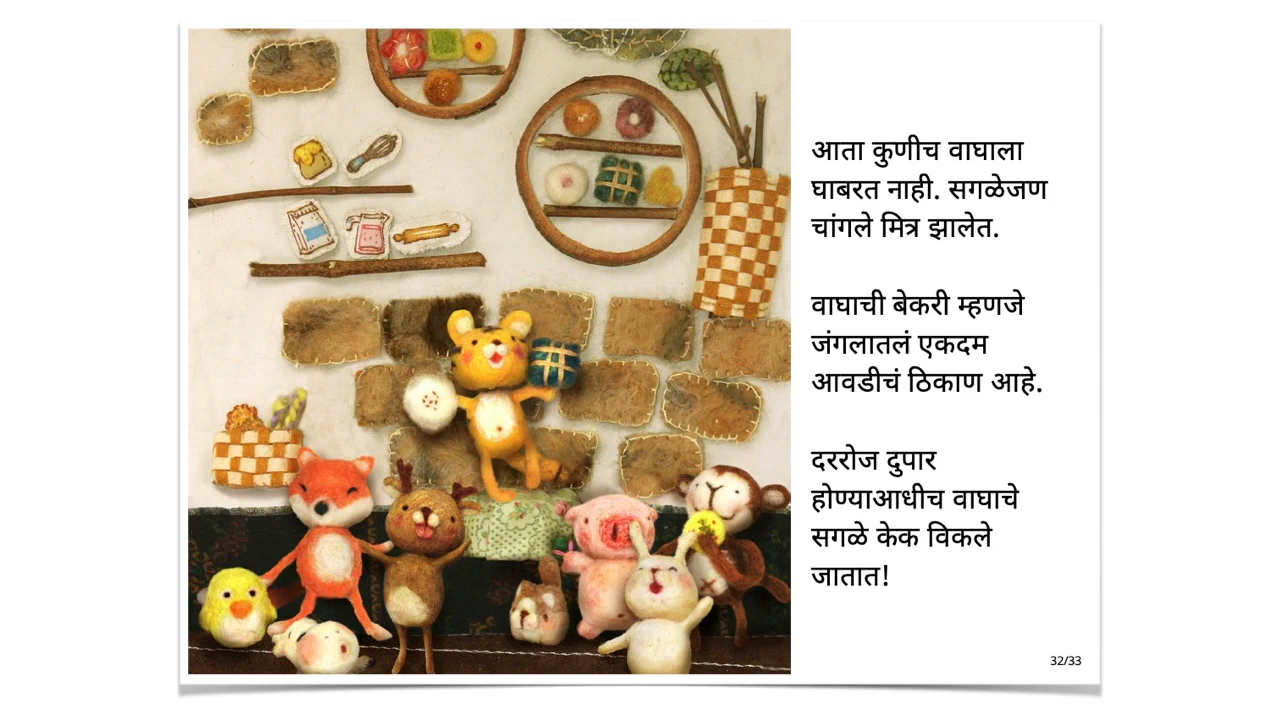 आता कुणीच वाघाला
घाबरत नाही. सगळेजण
चांगले मित्र झालेत.
वाघाची बेकरी म्हणजे
जंगलातलं एकदम
आवडीचं ठिकाण आहे.
दररोज दुपार
होण्याआधीच वाघाचे
सगळे केक विकले
जातात!
32/33